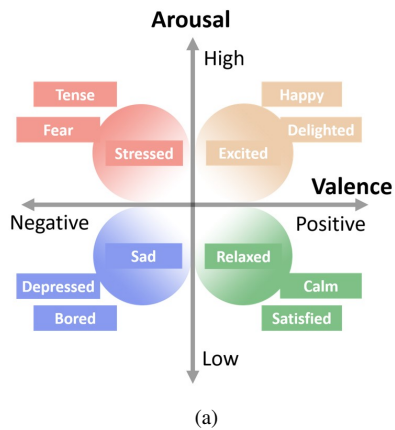 Arousal
High
Tense
Happy
Fear
Delighted
Stressed
Excited
Valence
Negative
Positive
Sad
Relaxed
Depressed
Calm
Bored
Satisfied
Low
(a)